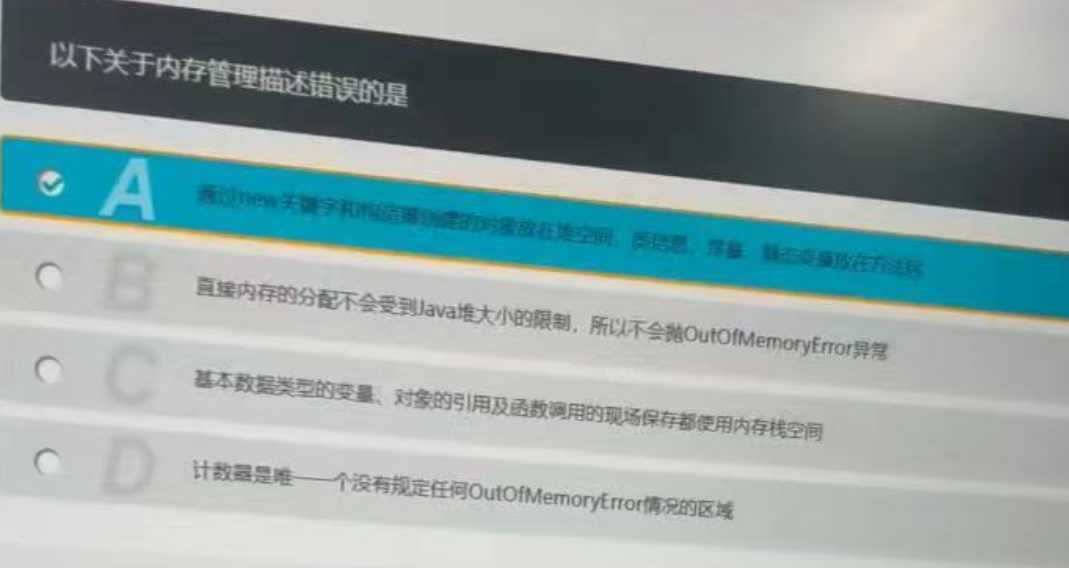 以下关于内存管理描述错误的是
A 通过new关键字和构造器创建的对象放在堆空间，类信息、常量、静态变量放在方法区
B 直接内存的分配不会受到Java堆大小的限制，所以不会抛OutOfMemoryError异常
C 基本数据类型的变量、对象的引用及函数调用的现场保存都使用内存栈空间
D 计数器是唯一一个没有规定任何OutOfMemoryError情况的区域